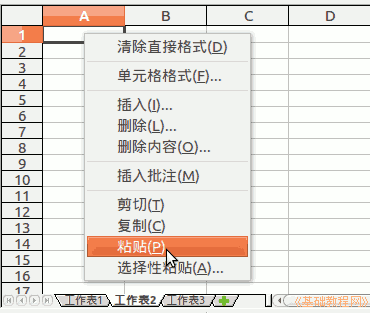 A B C D
1
2
3
4
5
6
7
8
9
10
11
12
13
14
15
16
17
清除直接格式(D)
单元格格式(F)...
插入(I)...
删除(L)...
删除内容(O)...
插入批注(M)
剪切(T)
复制(C)
粘贴(P)
选择性粘贴(A)...
工作表1 工作表2 工作表3
《基础教程网》